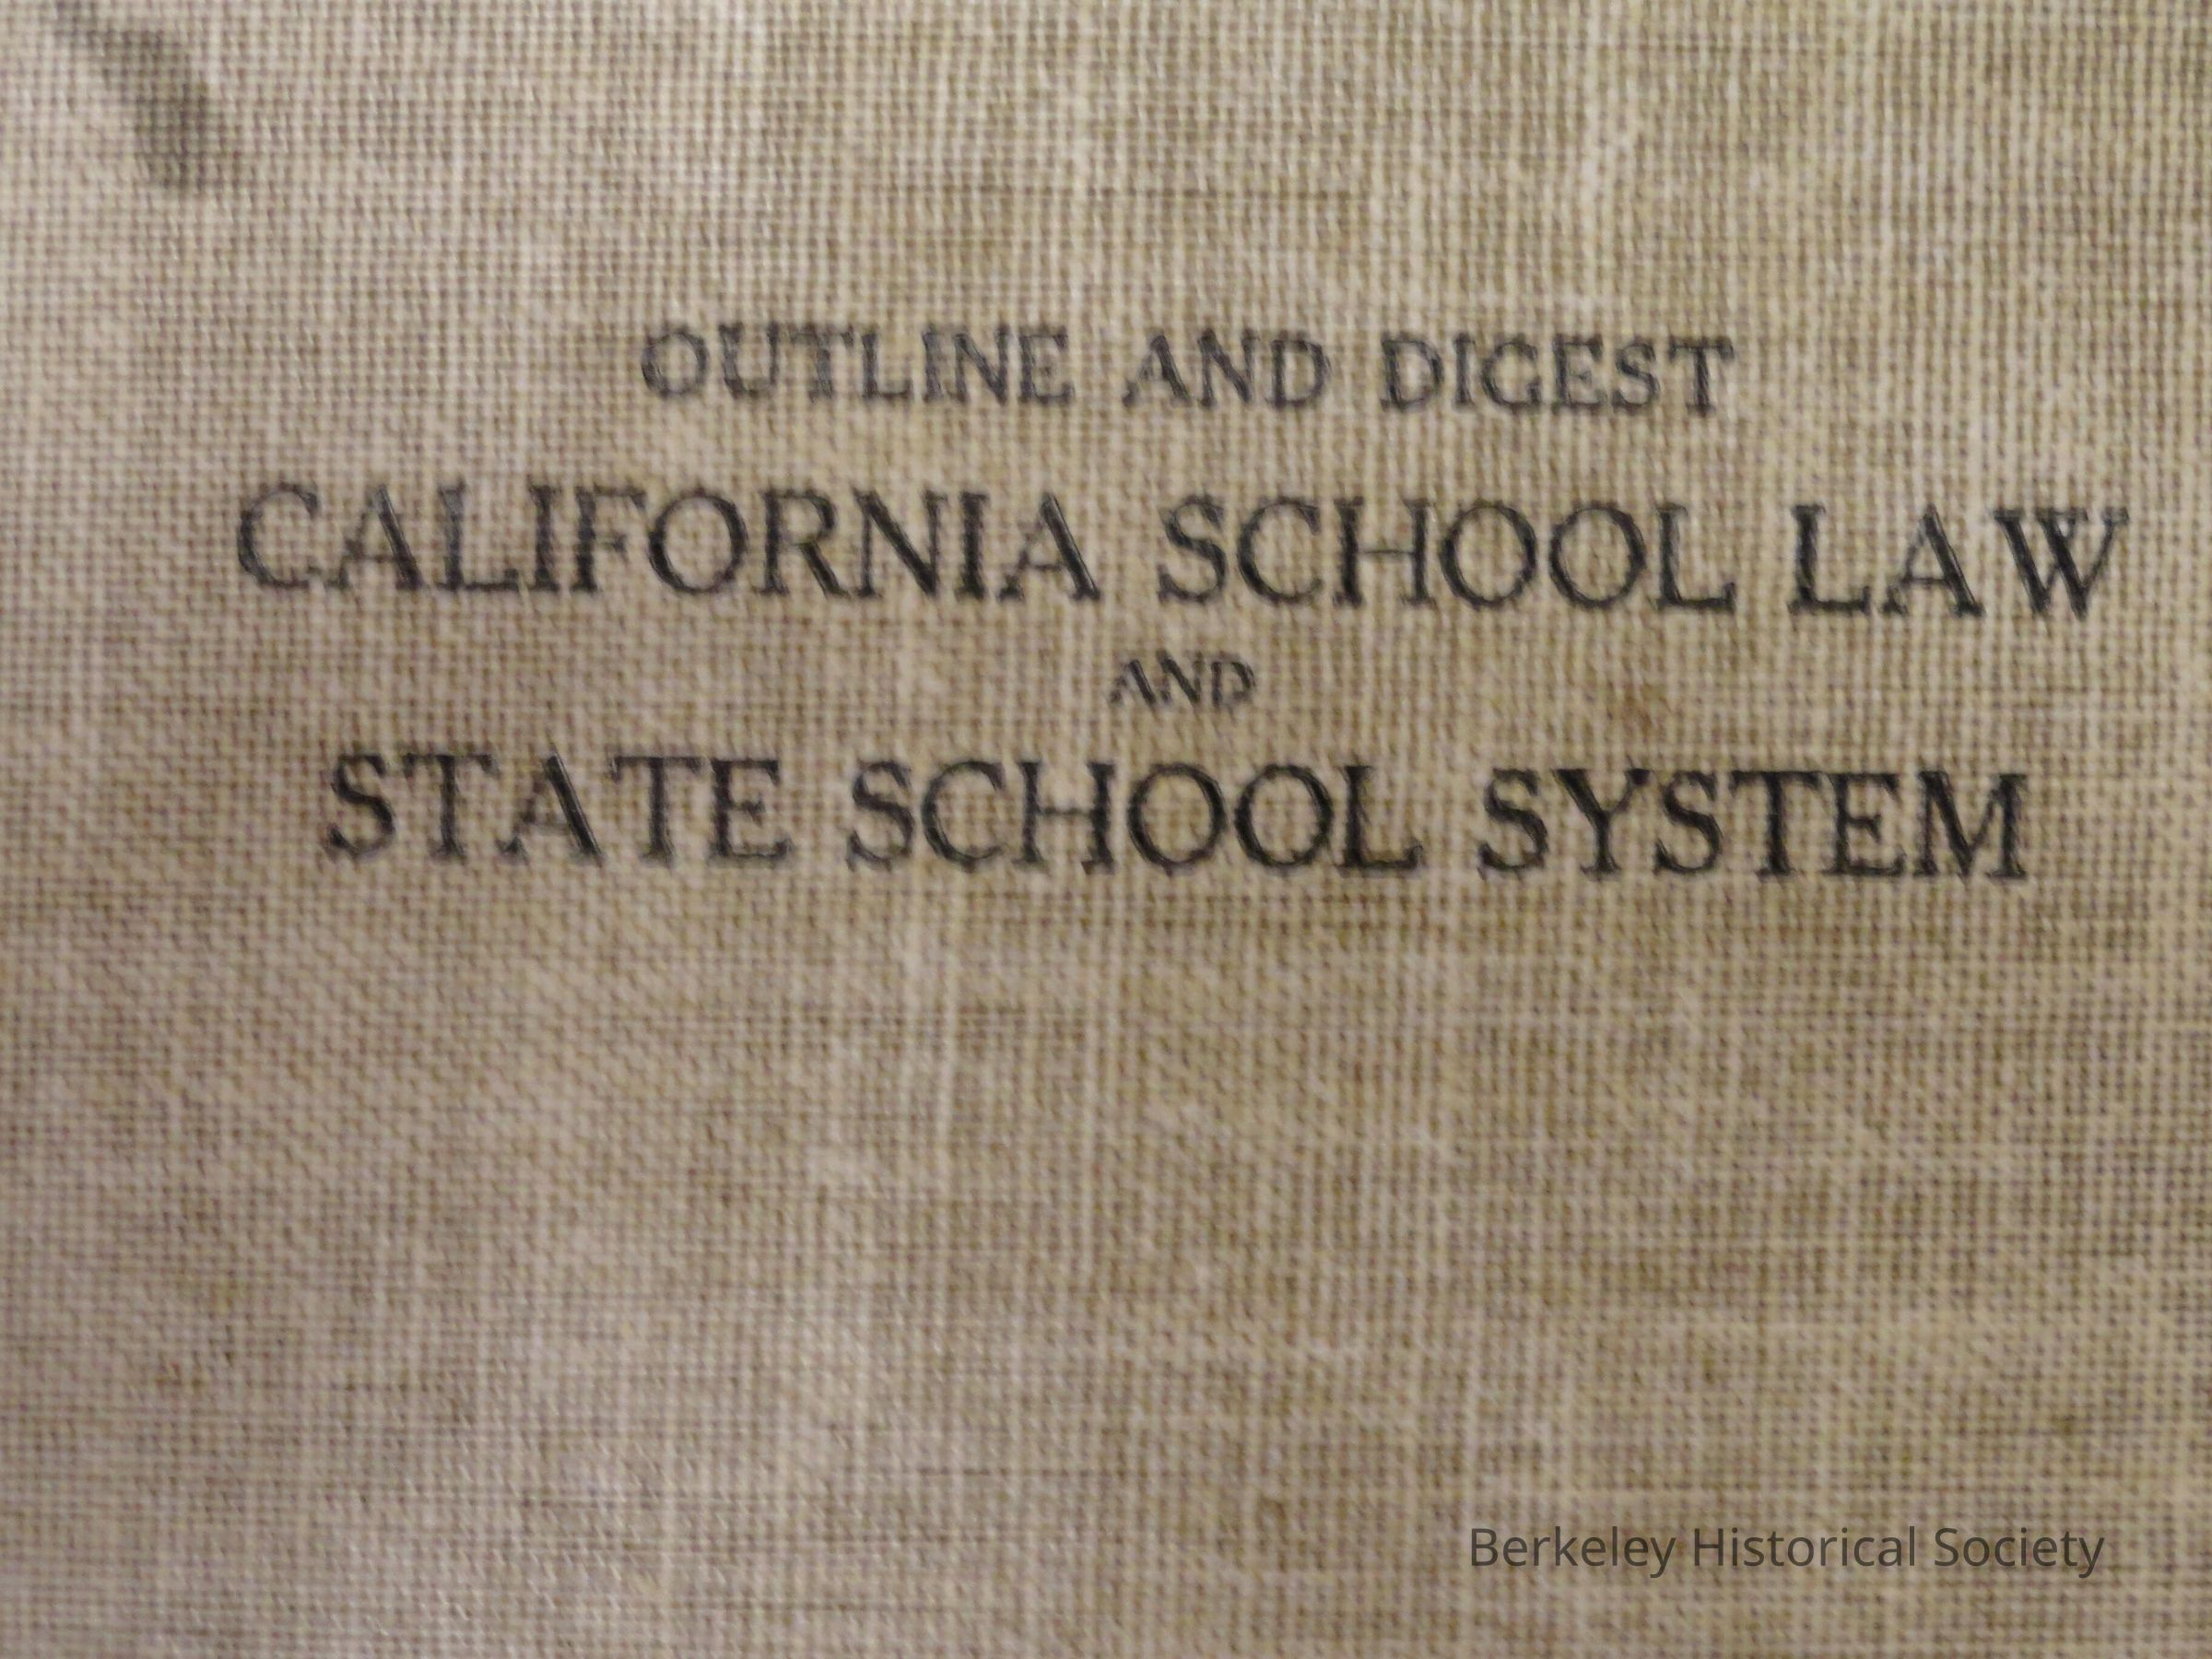 OUTLINE AND DIGEST
CALIFORNIA SCHOOL LAW
AND
STATE SCHOOL SYSTEM
Berkeley Historical Society